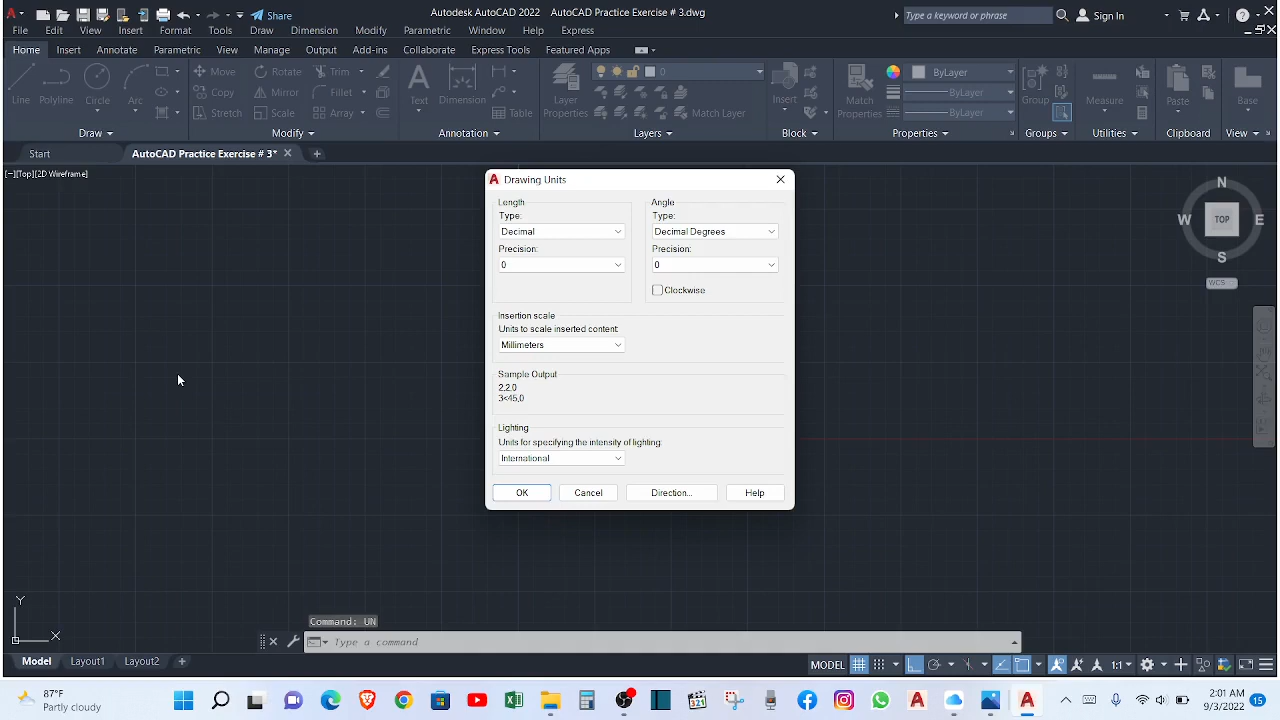 Share
Autodesk AutoCAD 2022 AutoCAD Practice Exercise # 3.dwg
Type a keyword or phrase
Sign In
File Edit View Insert Format Tools Draw Dimension Modify Parametric Window Help Express
Home Insert Annotate Parametric View Manage Output Add-ins Collaborate Express Tools Featured Apps
Line Polyline Circle Arc
Move Rotate Trim
Copy Mirror Fillet
Stretch Scale Array
Text Dimension Table
Layer Properties
0
Match Layer
Insert
Match Properties
ByLayer
ByLayer
ByLayer
Group
Measure
Paste
Base
Draw Modify Annotation Layers Block Properties Groups Utilities Clipboard View
Start AutoCAD Practice Exercise # 3*
[−][Top][2D Wireframe]
N
W TOP E
S
WCS
Drawing Units
Length
Type:
Decimal
Precision:
0
Angle
Type:
Decimal Degrees
Precision:
0
Clockwise
Insertion scale
Units to scale inserted content:
Millimeters
Sample Output
2,2,0
3<45,0
Lighting
Units for specifying the intensity of lighting:
International
OK Cancel Direction... Help
Y
X
Command: UN
Type a command
Model Layout1 Layout2
MODEL
1:1
87°F
Partly cloudy
321
2:01 AM
9/3/2022
15